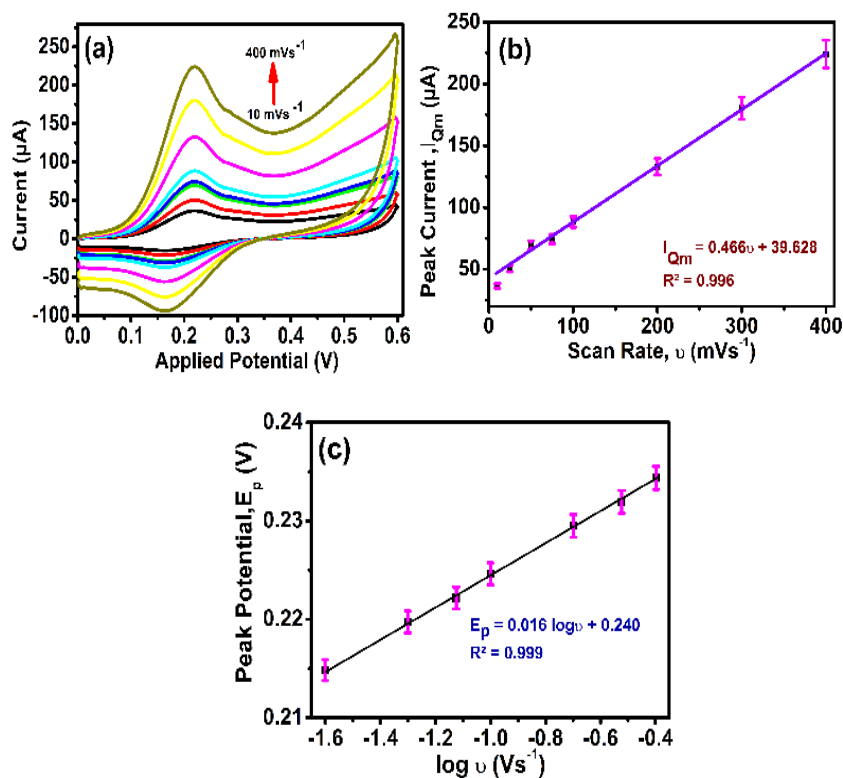 (a)
400 mVs⁻¹
10 mVs⁻¹
250
200
150
100
50
0
-50
-100
0.0 0.1 0.2 0.3 0.4 0.5 0.6
Current (µA)
Applied Potential (V)
(b)
250
200
150
100
50
0 100 200 300 400
Peak Current ,I_Qm (µA)
I_Qm = 0.466υ + 39.628
R² = 0.996
Scan Rate, υ (mVs⁻¹)
(c)
0.24
0.23
0.22
0.21
-1.6 -1.4 -1.2 -1.0 -0.8 -0.6 -0.4
Peak Potential,E_p (V)
E_p = 0.016 logυ + 0.240
R² = 0.999
log υ (Vs⁻¹)